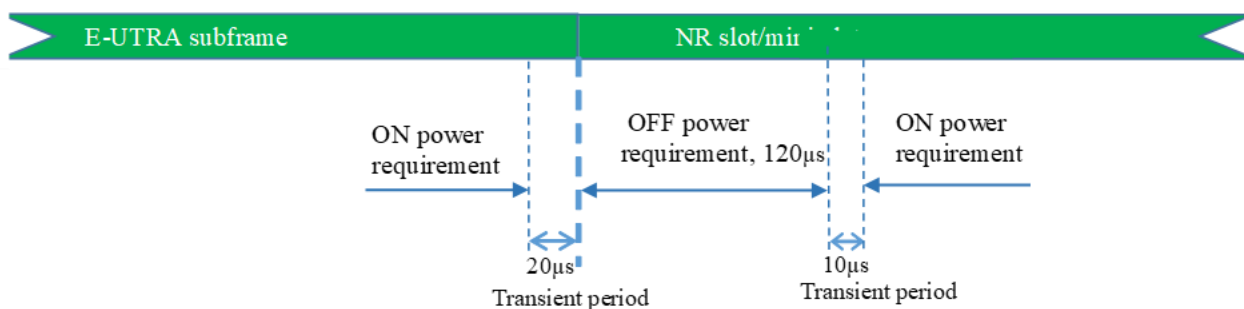 E-UTRA subframe
NR slot/
ON power
requirement
OFF power
requirement, 120µs
ON power
requirement
20µs
Transient period
10µs
Transient period